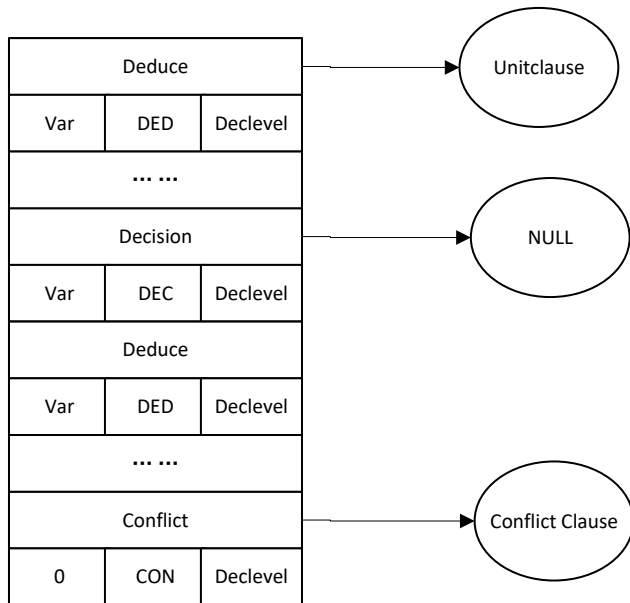 Deduce Unitclause
Var DED Declevel
... ...
Decision NULL
Var DEC Declevel
Deduce
Var DED Declevel
... ...
Conflict Conflict Clause
0 CON Declevel